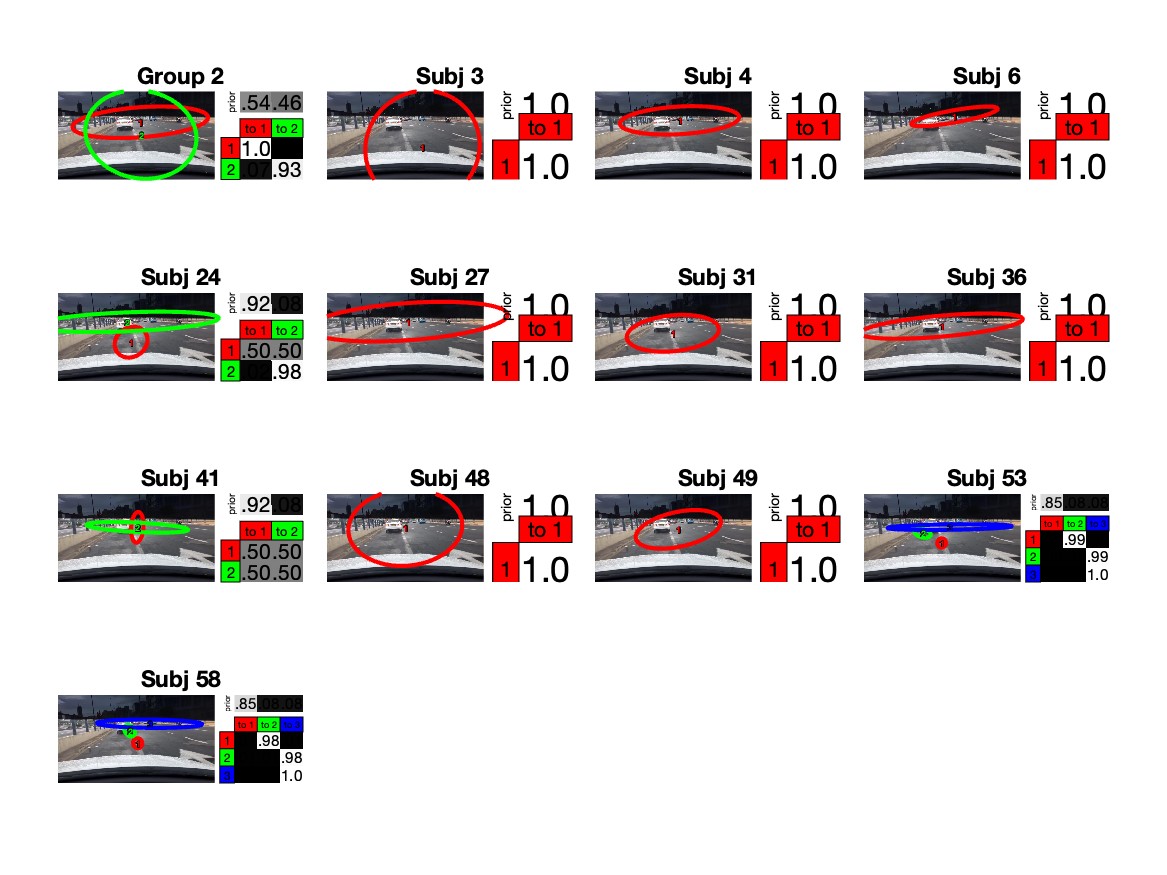 Group 2
prior .54 .46
to 1 to 2
1 1.0
2 .07 .93
Subj 3
prior 1.0
to 1
1 1.0
Subj 4
prior 1.0
to 1
1 1.0
Subj 6
prior 1.0
to 1
1 1.0
Subj 24
prior .92 .08
to 1 to 2
1 .50 .50
2 .02 .98
Subj 27
prior 1.0
to 1
1 1.0
Subj 31
prior 1.0
to 1
1 1.0
Subj 36
prior 1.0
to 1
1 1.0
Subj 41
prior .92 .08
to 1 to 2
1 .50 .50
2 .50 .50
Subj 48
prior 1.0
to 1
1 1.0
Subj 49
prior 1.0
to 1
1 1.0
Subj 53
prior .85 .08 .08
to 1 to 2 to 3
1 .99
2 .99
3 1.0
Subj 58
prior .85 .08 .08
to 1 to 2 to 3
1 .98
2 .98
3 1.0